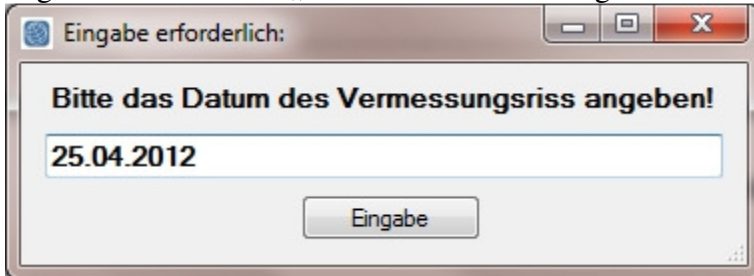 Eingabe erforderlich:
Bitte das Datum des Vermessungsriss angeben!
25.04.2012
Eingabe